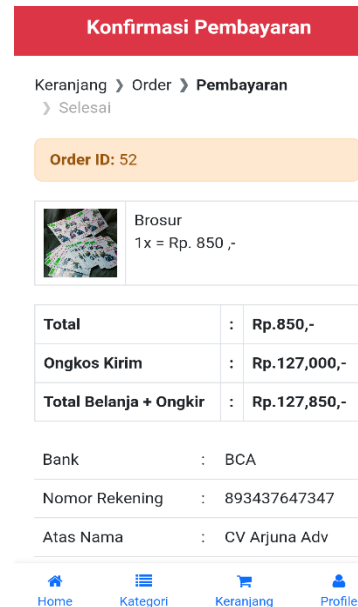 Konfirmasi Pembayaran
Keranjang ❯ Order ❯ Pembayaran
❯ Selesai
Order ID: 52
Brosur
1x = Rp. 850 ,-
Total : Rp.850,-
Ongkos Kirim : Rp.127,000,-
Total Belanja + Ongkir : Rp.127,850,-
Bank : BCA
Nomor Rekening : 893437647347
Atas Nama : CV Arjuna Adv
Home Kategori Keranjang Profile